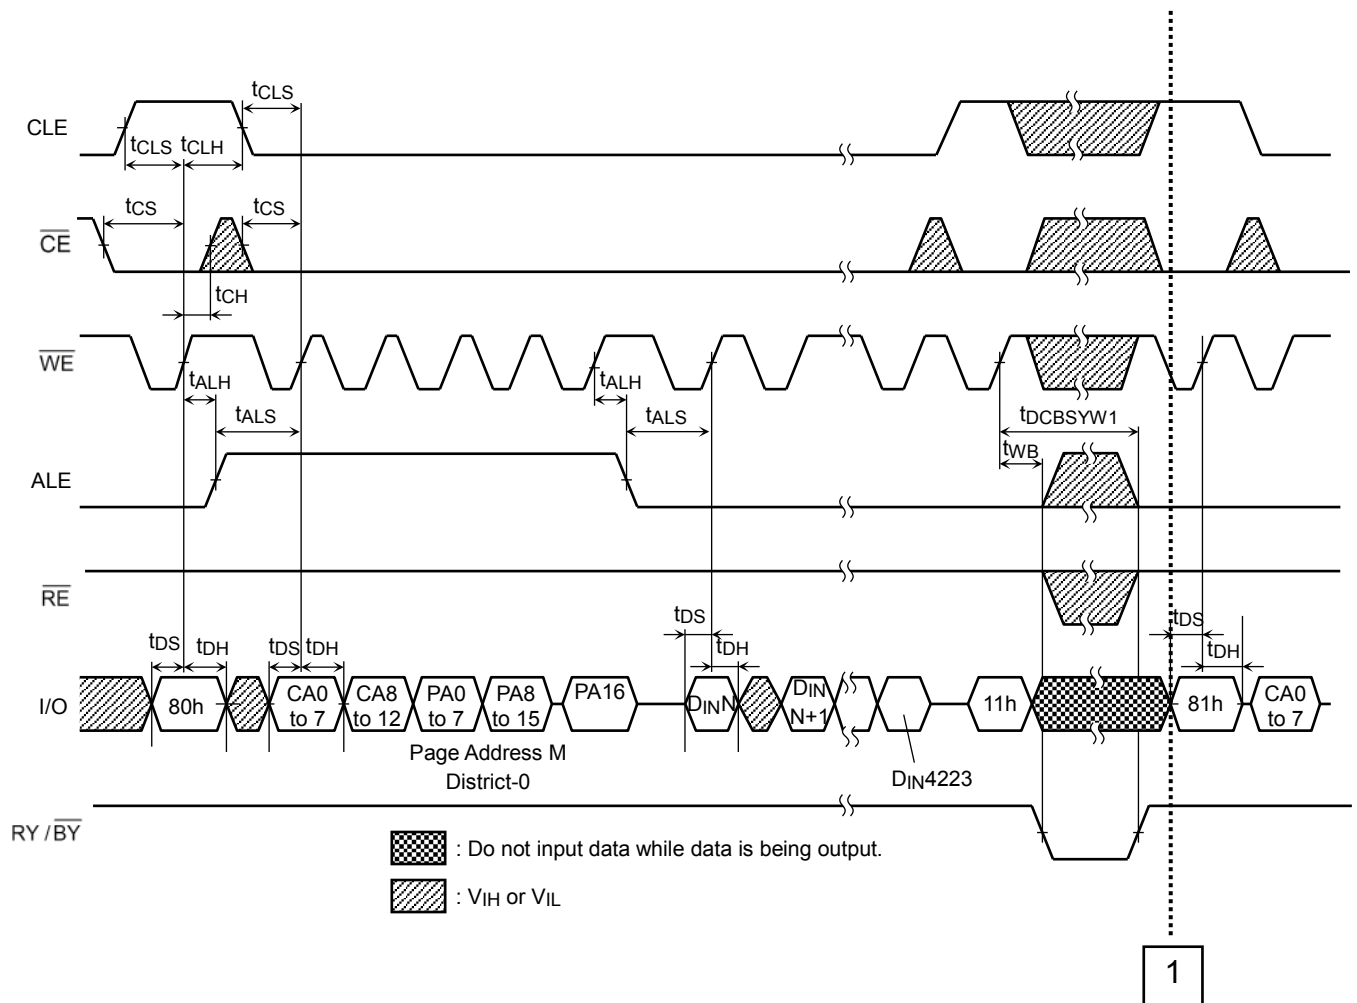 tCLS
CLE
tCLS tCLH
tCS tCS
CE
tCH
WE
tALH tALH
tALS tALS tDCBSYW1
tWB
ALE
RE
tDS tDH tDS tDH tDS tDH tDS tDH
I/O 80h CA0 to 7 CA8 to 12 PA0 to 7 PA8 to 15 PA16 DINN DIN N+1 11h 81h CA0 to 7
Page Address M
District-0
DIN4223
RY / BY
: Do not input data while data is being output.
: VIH or VIL
1